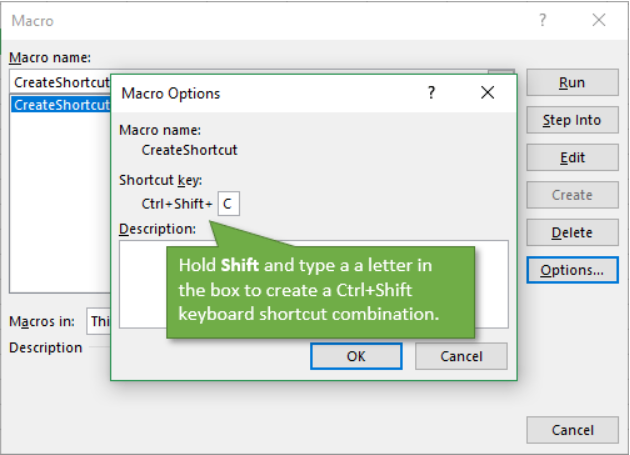 Macro
?
Macro name:
CreateShortcut
CreateShortcut
Run
Step Into
Edit
Create
Delete
Options...
Macro Options
?
Macro name:
CreateShortcut
Shortcut key:
Ctrl+Shift+ C
Description:
Hold Shift and type a a letter in
the box to create a Ctrl+Shift
keyboard shortcut combination.
OK Cancel
Macros in: Thi
Description
Cancel